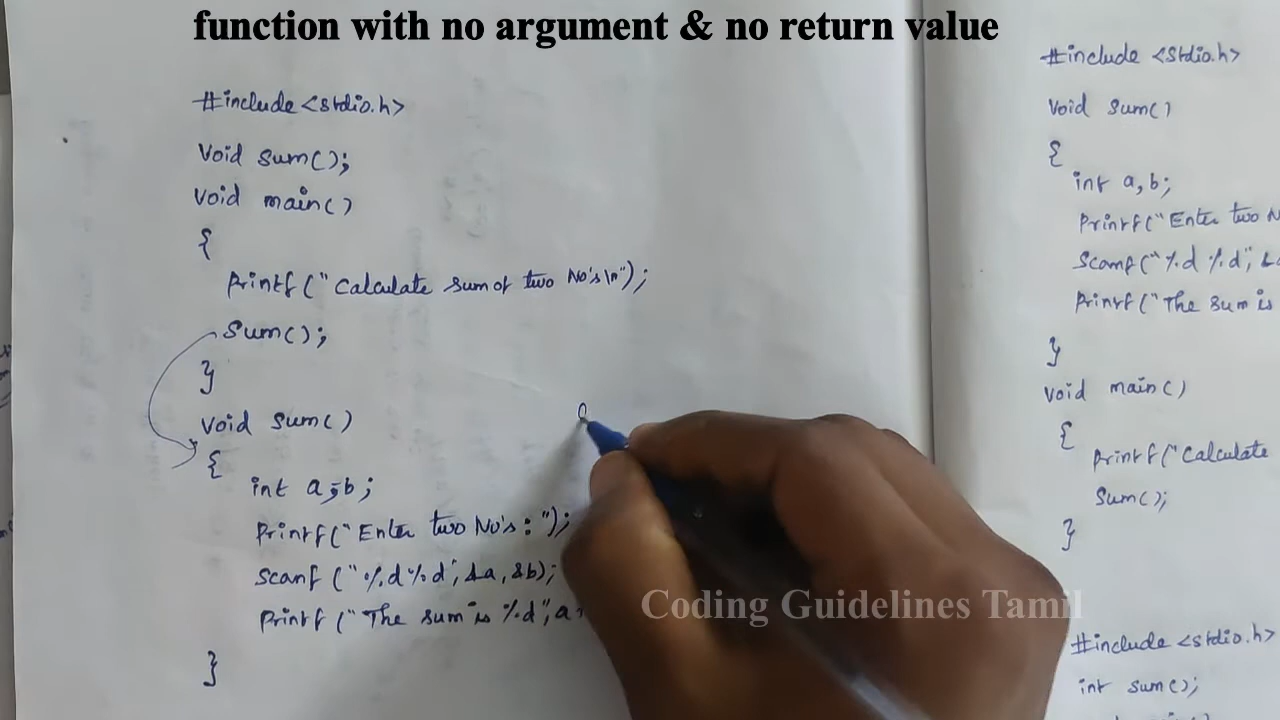 function with no argument & no return value
#include <stdio.h>
void sum();
void main()
{
printf("Calculate sum of two No's\n");
sum();
}
void sum()
{
int a,b;
printf("Enter two No's : ");
scanf ("%d%d", &a, &b);
printf ("The sum is %d", a
}
#include <stdio.h>
void sum()
{
int a, b;
printf("Enter two N
scanf("%d %d", &
printf("The sum is
}
void main()
{
printf("Calculate
sum();
}
#include <stdio.h>
int sum();
Coding Guidelines Tamil